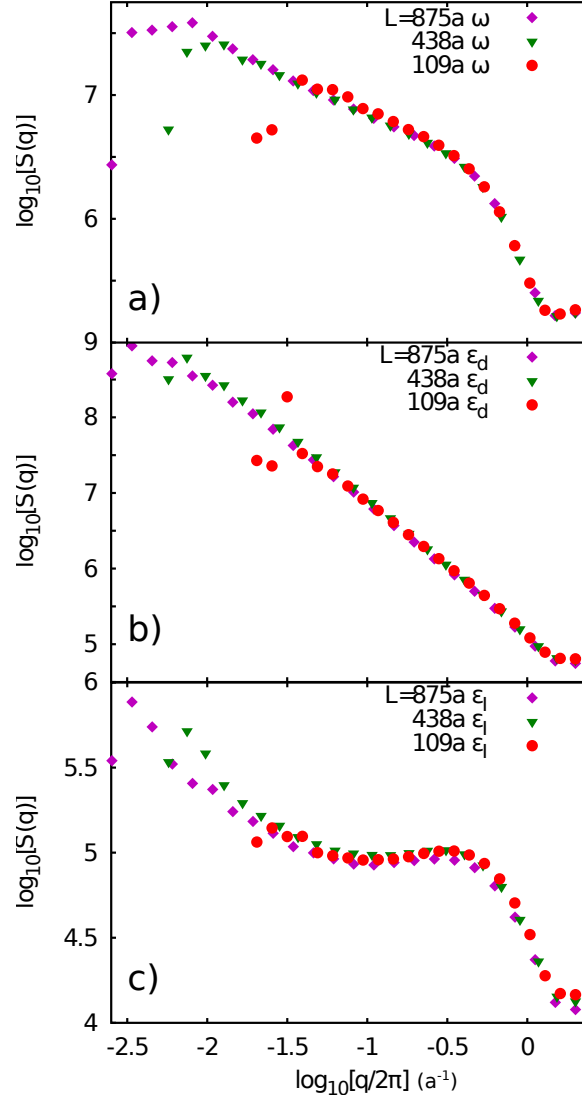 log₁₀[S(q)]
7
6
L=875a ω
438a ω
109a ω
a)
log₁₀[S(q)]
9
8
7
6
5
L=875a ε_d
438a ε_d
109a ε_d
b)
log₁₀[S(q)]
6
5.5
5
4.5
4
L=875a ε_l
438a ε_l
109a ε_l
c)
-2.5 -2 -1.5 -1 -0.5 0
log₁₀[q/2π] (a⁻¹)